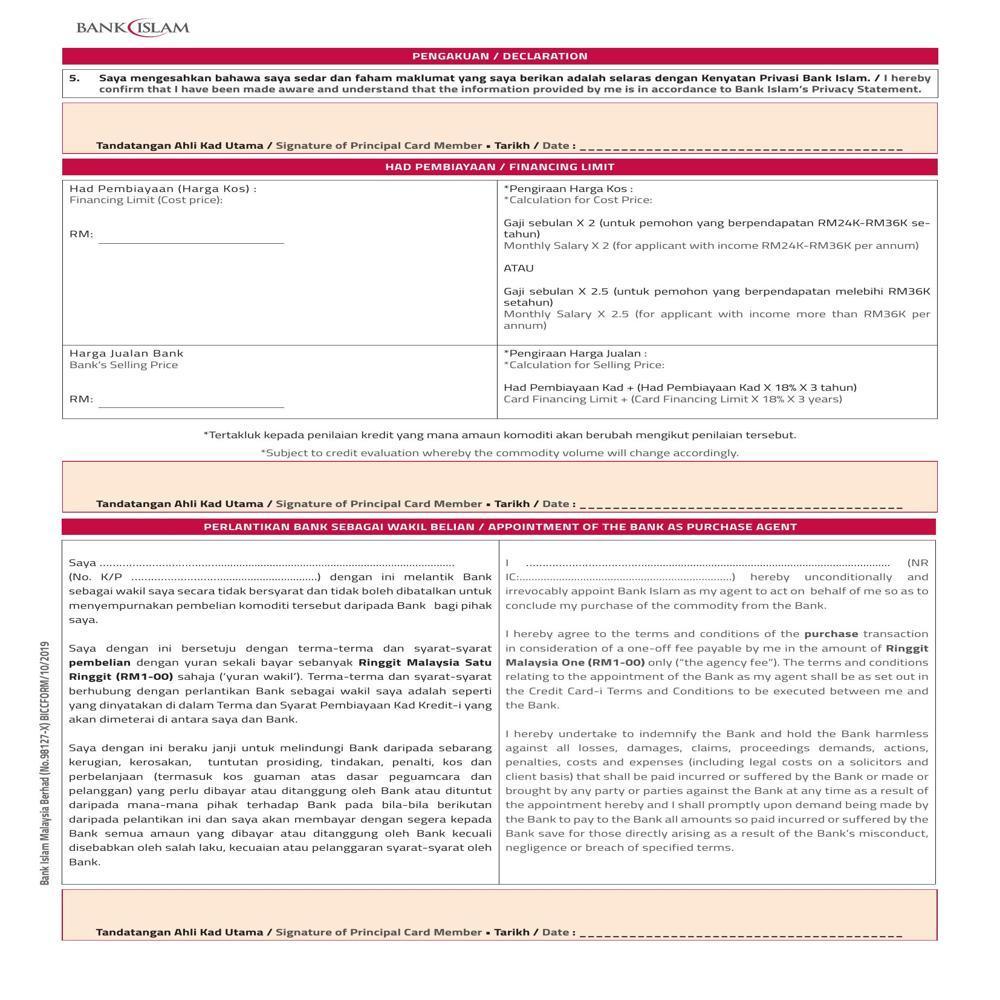 BANK ISLAM
PENGAKUAN / DECLARATION
5. Saya mengesahkan bahawa saya sedar dan faham maklumat yang saya berikan adalah selaras dengan Kenyatan Privasi Bank Islam. / I hereby
confirm that I have been made aware and understand that the information provided by me is in accordance to Bank Islam's Privacy Statement.
Tandatangan Ahli Kad Utama / Signature of Principal Card Member • Tarikh / Date : _______________________________________
HAD PEMBIAYAAN / FINANCING LIMIT
Had Pembiayaan (Harga Kos) :
Financing Limit (Cost price):
RM: ______________________
*Pengiraan Harga Kos :
*Calculation for Cost Price:
Gaji sebulan X 2 (untuk pemohon yang berpendapatan RM24K-RM36K se-
tahun)
Monthly Salary X 2 (for applicant with income RM24K-RM36K per annum)
ATAU
Gaji sebulan X 2.5 (untuk pemohon yang berpendapatan melebihi RM36K
setahun)
Monthly Salary X 2.5 (for applicant with income more than RM36K per
annum)
Harga Jualan Bank
Bank's Selling Price
RM: ______________________
*Pengiraan Harga Jualan :
*Calculation for Selling Price:
Had Pembiayaan Kad + (Had Pembiayaan Kad X 18% X 3 tahun)
Card Financing Limit + (Card Financing Limit X 18% X 3 years)
*Tertakluk kepada penilaian kredit yang mana amaun komoditi akan berubah mengikut penilaian tersebut.
*Subject to credit evaluation whereby the commodity volume will change accordingly.
Tandatangan Ahli Kad Utama / Signature of Principal Card Member • Tarikh / Date : _______________________________________
PERLANTIKAN BANK SEBAGAI WAKIL BELIAN / APPOINTMENT OF THE BANK AS PURCHASE AGENT
Saya ..........................................................................................
(No. K/P ...............................................) dengan ini melantik Bank
sebagai wakil saya secara tidak bersyarat dan tidak boleh dibatalkan untuk
menyempurnakan pembelian komoditi tersebut daripada Bank bagi pihak
saya.
Saya dengan ini bersetuju dengan terma-terma dan syarat-syarat
pembelian dengan yuran sekali bayar sebanyak Ringgit Malaysia Satu
Ringgit (RM1-00) sahaja ('yuran wakil'). Terma-terma dan syarat-syarat
berhubung dengan perlantikan Bank sebagai wakil saya adalah seperti
yang dinyatakan di dalam Terma dan Syarat Pembiayaan Kad Kredit-i yang
akan dimeterai di antara saya dan Bank.
Saya dengan ini beraku janji untuk melindungi Bank daripada sebarang
kerugian, kerosakan, tuntutan prosiding, tindakan, penalti, kos dan
perbelanjaan (termasuk kos guaman atas dasar peguamcara dan
pelanggan) yang perlu dibayar atau ditanggung oleh Bank atau dituntut
daripada mana-mana pihak terhadap Bank pada bila-bila berikutan
daripada pelantikan ini dan saya akan membayar dengan segera kepada
Bank semua amaun yang dibayar atau ditanggung oleh Bank kecuali
disebabkan oleh salah laku, kecuaian atau pelanggaran syarat-syarat oleh
Bank.
I ............................................................................................ (NR
IC:......................................................) hereby unconditionally and
irrevocably appoint Bank Islam as my agent to act on behalf of me so as to
conclude my purchase of the commodity from the Bank.
I hereby agree to the terms and conditions of the purchase transaction
in consideration of a one-off fee payable by me in the amount of Ringgit
Malaysia One (RM1-00) only ("the agency fee"). The terms and conditions
relating to the appointment of the Bank as my agent shall be as set out in
the Credit Card-i Terms and Conditions to be executed between me and
the Bank.
I hereby undertake to indemnify the Bank and hold the Bank harmless
against all losses, damages, claims, proceedings demands, actions,
penalties, costs and expenses (including legal costs on a solicitors and
client basis) that shall be paid incurred or suffered by the Bank or made or
brought by any party or parties against the Bank at any time as a result of
the appointment hereby and I shall promptly upon demand being made by
the Bank to pay to the Bank all amounts so paid incurred or suffered by the
Bank save for those directly arising as a result of the Bank's misconduct,
negligence or breach of specified terms.
Tandatangan Ahli Kad Utama / Signature of Principal Card Member • Tarikh / Date : _______________________________________
Bank Islam Malaysia Berhad (No.98127-X) BICCFORM/10/2019